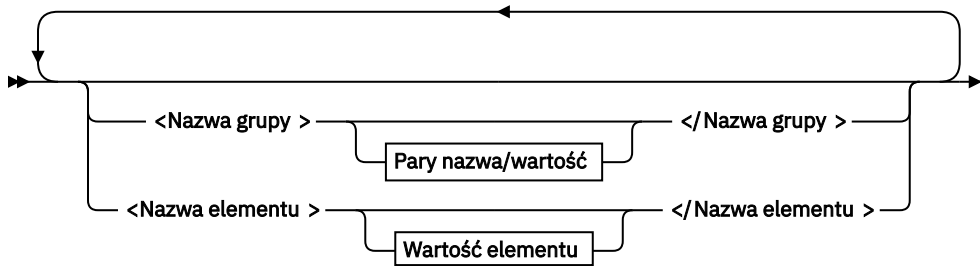 <Nazwa grupy > </Nazwa grupy >
Pary nazwa/wartość
<Nazwa elementu > </Nazwa elementu >
Wartość elementu